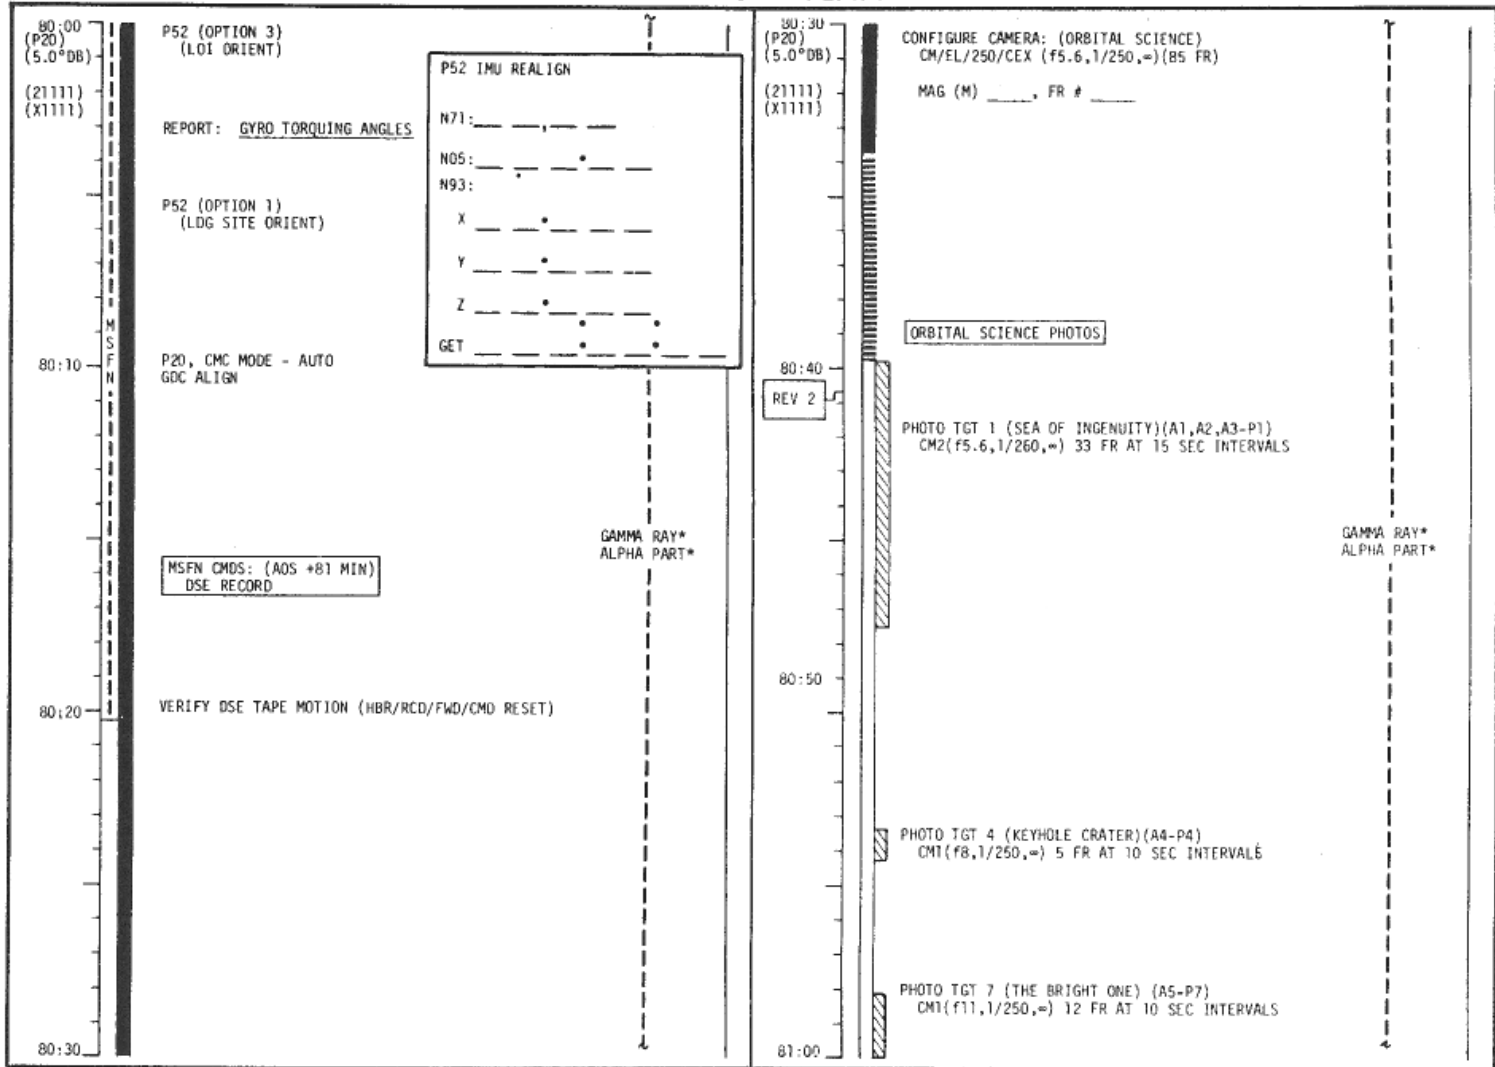 80:00
(P20)
(5.0°DB)
(21111)
(X1111)
P52 (OPTION 3)
(LOI ORIENT)
REPORT: GYRO TORQUING ANGLES
P52 (OPTION 1)
(LDG SITE ORIENT)
P52 IMU REALIGN
N71:
N05:
N93:
X
Y
Z
GET
MSFN
80:10
P20, CMC MODE - AUTO
GDC ALIGN
GAMMA RAY*
ALPHA PART*
MSFN CMDS: (AOS +81 MIN)
DSE RECORD
80:20
VERIFY DSE TAPE MOTION (HBR/RCD/FWD/CMD RESET)
80:30
80:30
(P20)
(5.0°DB)
(21111)
(X1111)
CONFIGURE CAMERA: (ORBITAL SCIENCE)
CM/EL/250/CEX (f5.6,1/250,∞)(85 FR)
MAG (M) _____, FR # _____
ORBITAL SCIENCE PHOTOS
80:40
REV 2
PHOTO TGT 1 (SEA OF INGENUITY)(A1,A2,A3-P1)
CM2(f5.6,1/260,∞) 33 FR AT 15 SEC INTERVALS
GAMMA RAY*
ALPHA PART*
80:50
PHOTO TGT 4 (KEYHOLE CRATER)(A4-P4)
CM1(f8,1/250,∞) 5 FR AT 10 SEC INTERVALS
PHOTO TGT 7 (THE BRIGHT ONE) (A5-P7)
CM1(f11,1/250,∞) 12 FR AT 10 SEC INTERVALS
81:00